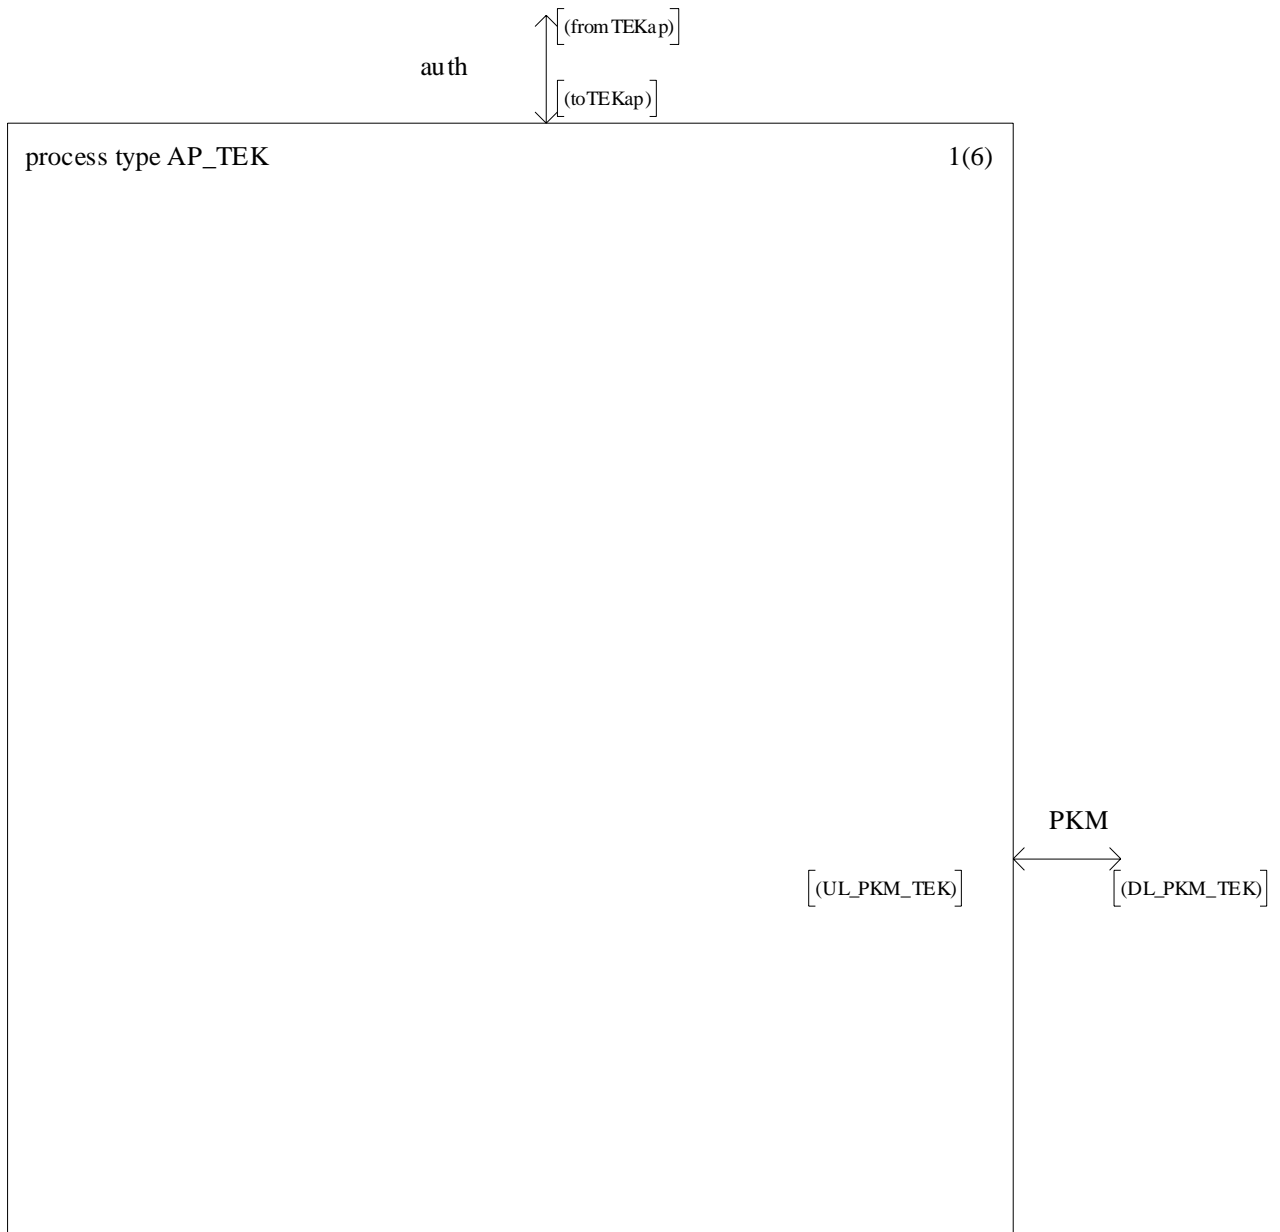 [(fromTEKap)]
auth
[(toTEKap)]
process type AP_TEK 1(6)
PKM
[(UL_PKM_TEK)] [(DL_PKM_TEK)]